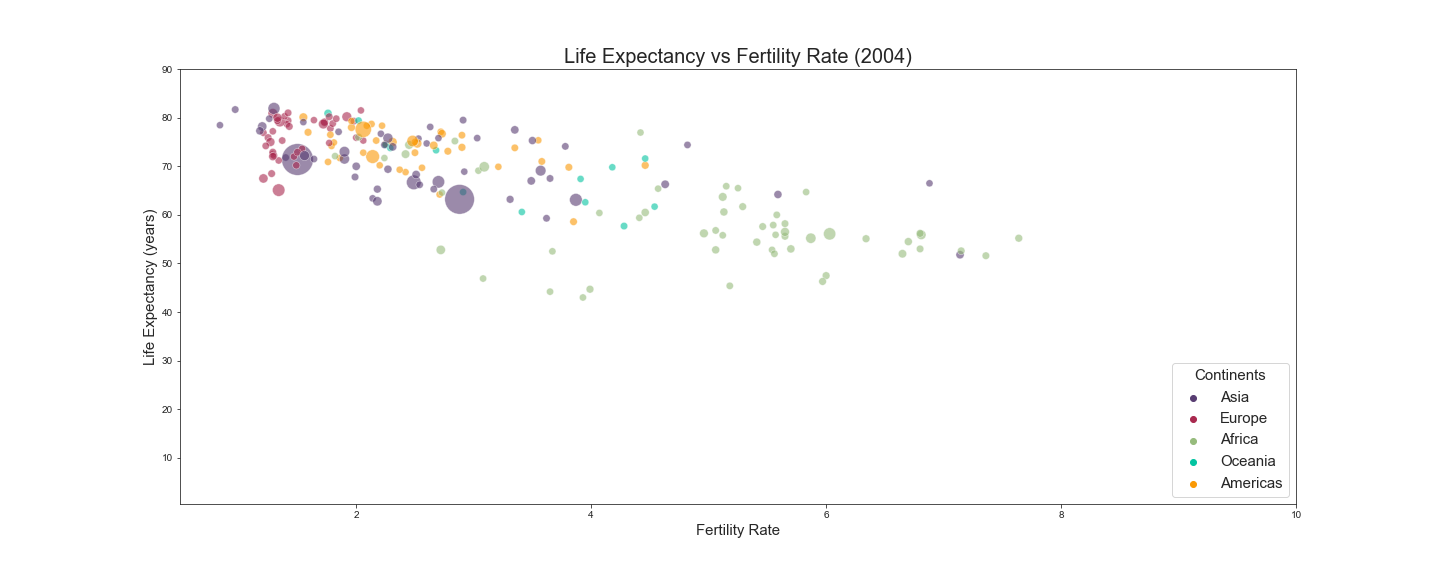 Life Expectancy vs Fertility Rate (2004)
Life Expectancy (years)
90
80
70
60
50
40
30
20
10
2
4
6
8
10
Fertility Rate
Continents
Asia
Europe
Africa
Oceania
Americas